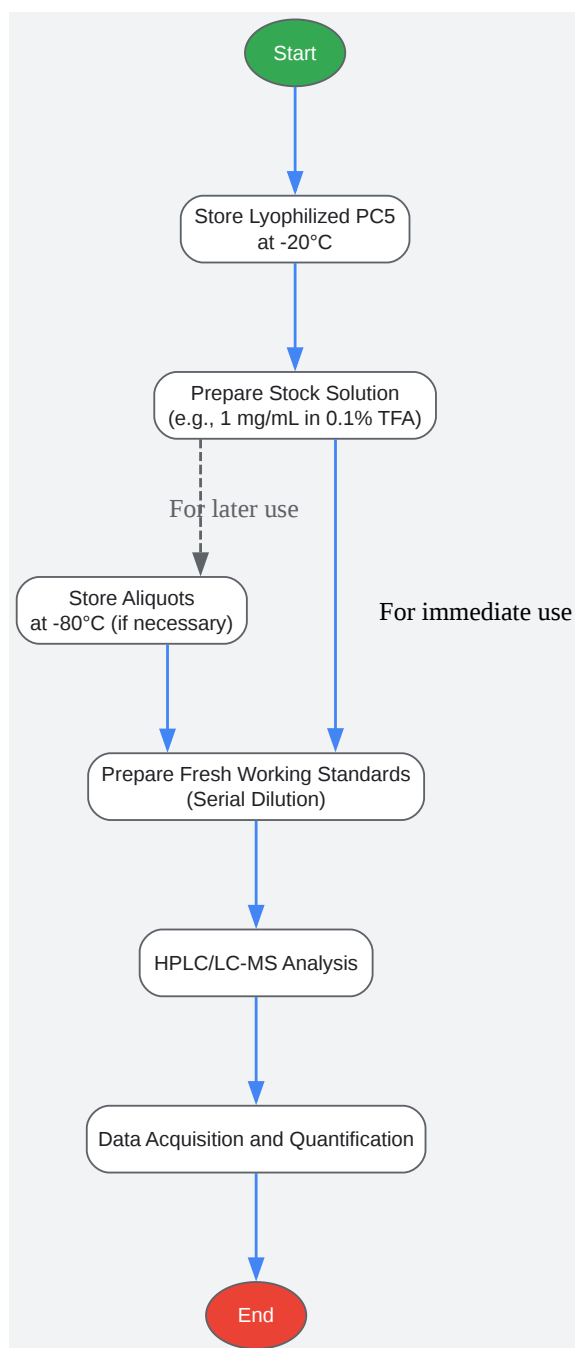 Start
Store Lyophilized PC5
at -20°C
Prepare Stock Solution
(e.g., 1 mg/mL in 0.1% TFA)
For later use
Store Aliquots
at -80°C (if necessary)
For immediate use
Prepare Fresh Working Standards
(Serial Dilution)
HPLC/LC-MS Analysis
Data Acquisition and Quantification
End